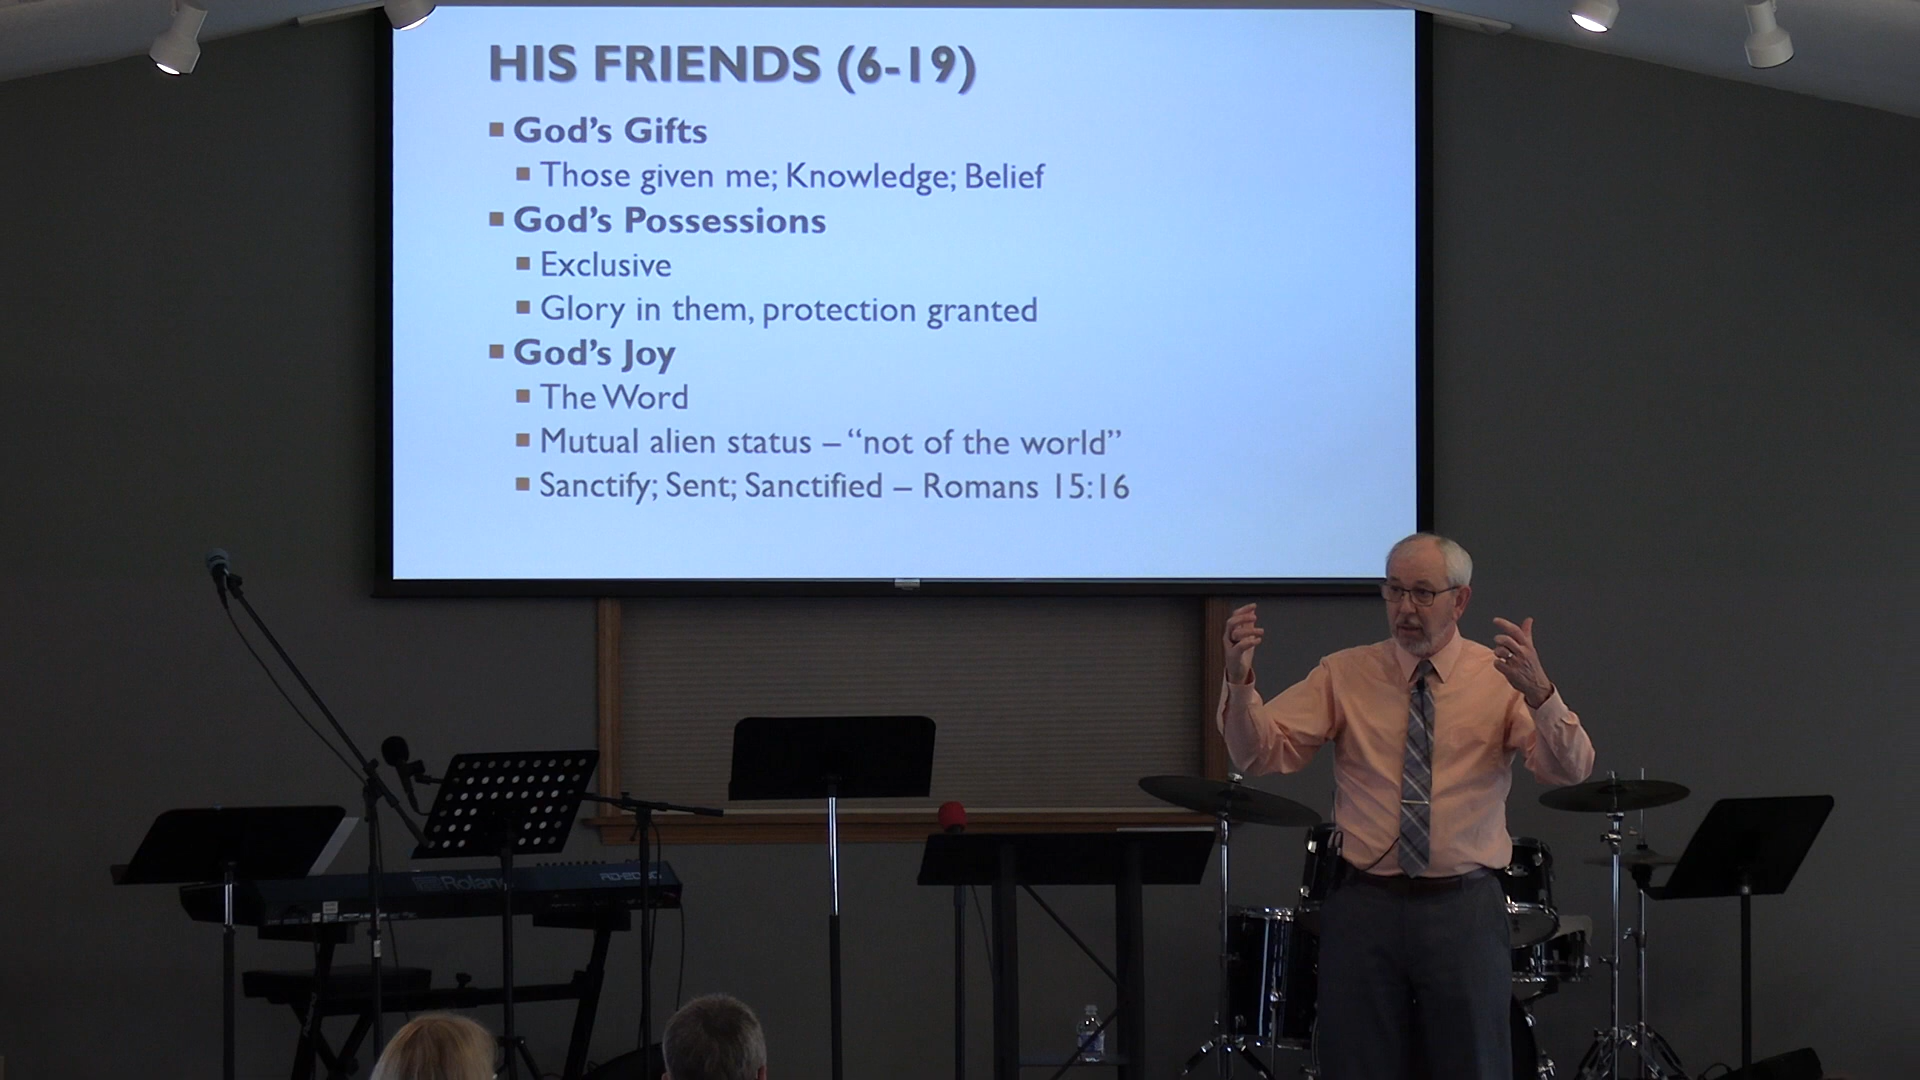 HIS FRIENDS (6-19)
God's Gifts
Those given me; Knowledge; Belief
God's Possessions
Exclusive
Glory in them, protection granted
God's Joy
The Word
Mutual alien status – “not of the world”
Sanctify; Sent; Sanctified – Romans 15:16
Roland